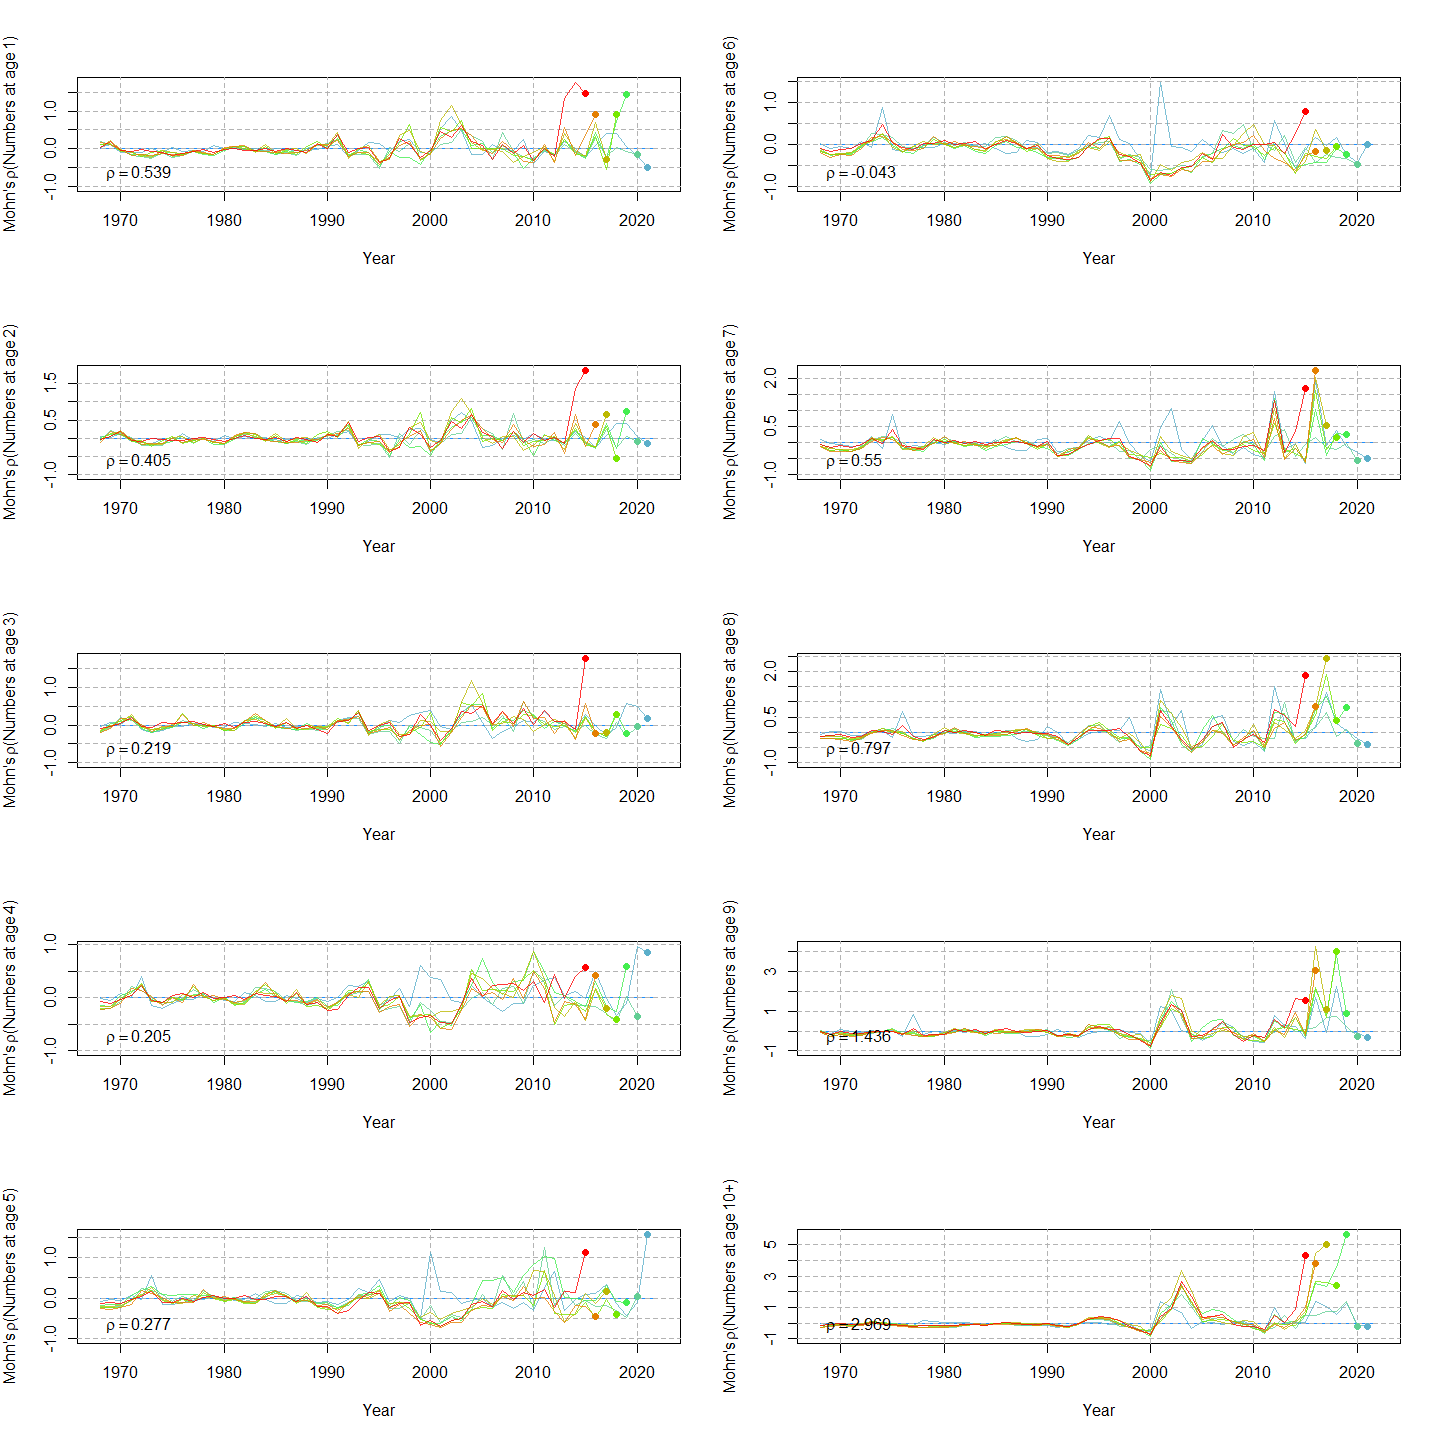 Mohn's ρ(Numbers at age 1)
1.0
0.0
-1.0
ρ = 0.539
1970 1980 1990 2000 2010 2020
Year
Mohn's ρ(Numbers at age 6)
1.0
0.0
-1.0
ρ = -0.043
1970 1980 1990 2000 2010 2020
Year
Mohn's ρ(Numbers at age 2)
1.5
0.5
-1.0
ρ = 0.405
1970 1980 1990 2000 2010 2020
Year
Mohn's ρ(Numbers at age 7)
2.0
0.5
-1.0
ρ = 0.55
1970 1980 1990 2000 2010 2020
Year
Mohn's ρ(Numbers at age 3)
1.0
0.0
-1.0
ρ = 0.219
1970 1980 1990 2000 2010 2020
Year
Mohn's ρ(Numbers at age 8)
2.0
0.5
-1.0
ρ = 0.797
1970 1980 1990 2000 2010 2020
Year
Mohn's ρ(Numbers at age 4)
1.0
0.0
-1.0
ρ = 0.205
1970 1980 1990 2000 2010 2020
Year
Mohn's ρ(Numbers at age 9)
3
1
-1
ρ = 1.436
1970 1980 1990 2000 2010 2020
Year
Mohn's ρ(Numbers at age 5)
1.0
0.0
-1.0
ρ = 0.277
1970 1980 1990 2000 2010 2020
Year
Mohn's ρ(Numbers at age 10+)
5
3
1
-1
ρ = 2.969
1970 1980 1990 2000 2010 2020
Year